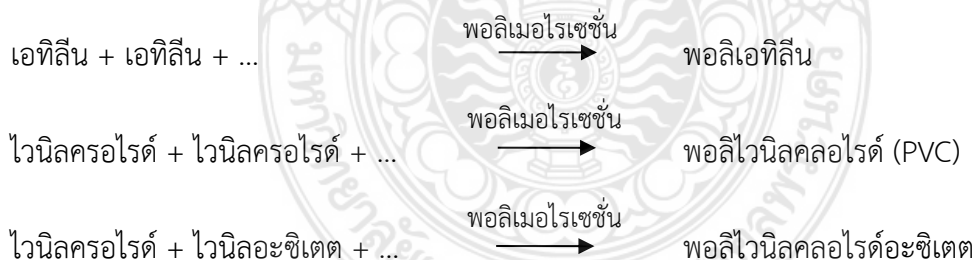 พอลิเมอไรเซชั่น
เอทิลีน + เอทิลีน + ... พอลิเอทิลีน
พอลิเมอไรเซชั่น
ไวนิลครอไรด์ + ไวนิลครอไรด์ + ... พอลิไวนิลคลอไรด์ (PVC)
พอลิเมอไรเซชั่น
ไวนิลครอไรด์ + ไวนิลอะซิเตต + ... พอลิไวนิลคลอไรด์อะซิเตต